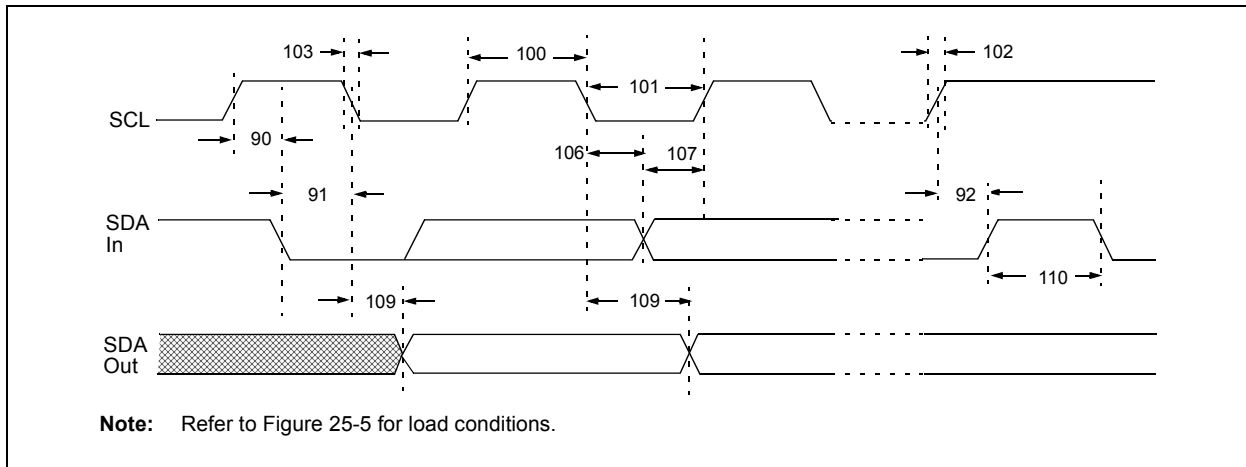 103
100
102
101
SCL
90
106
107
91
92
SDA
In
110
109
109
SDA
Out
Note: Refer to Figure 25-5 for load conditions.